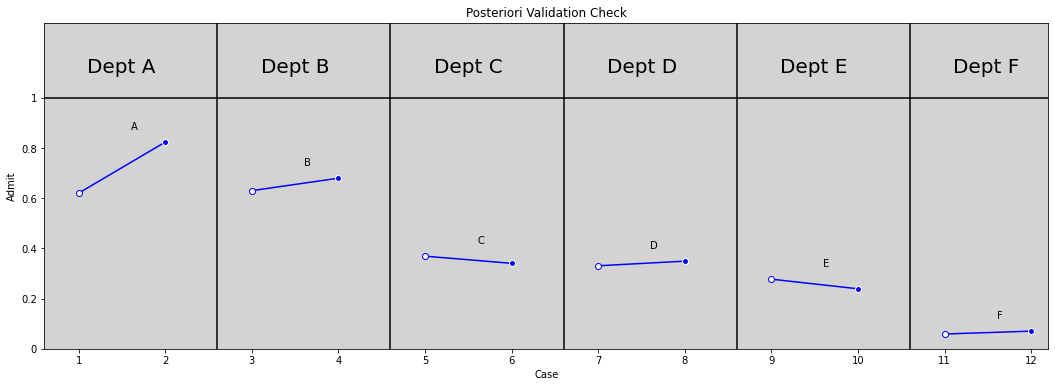 Posteriori Validation Check
Dept A Dept B Dept C Dept D Dept E Dept F
1
A
0.8
B
0.6
Admit
0.4
C
D
E
0.2
F
0
1 2 3 4 5 6 7 8 9 10 11 12
Case